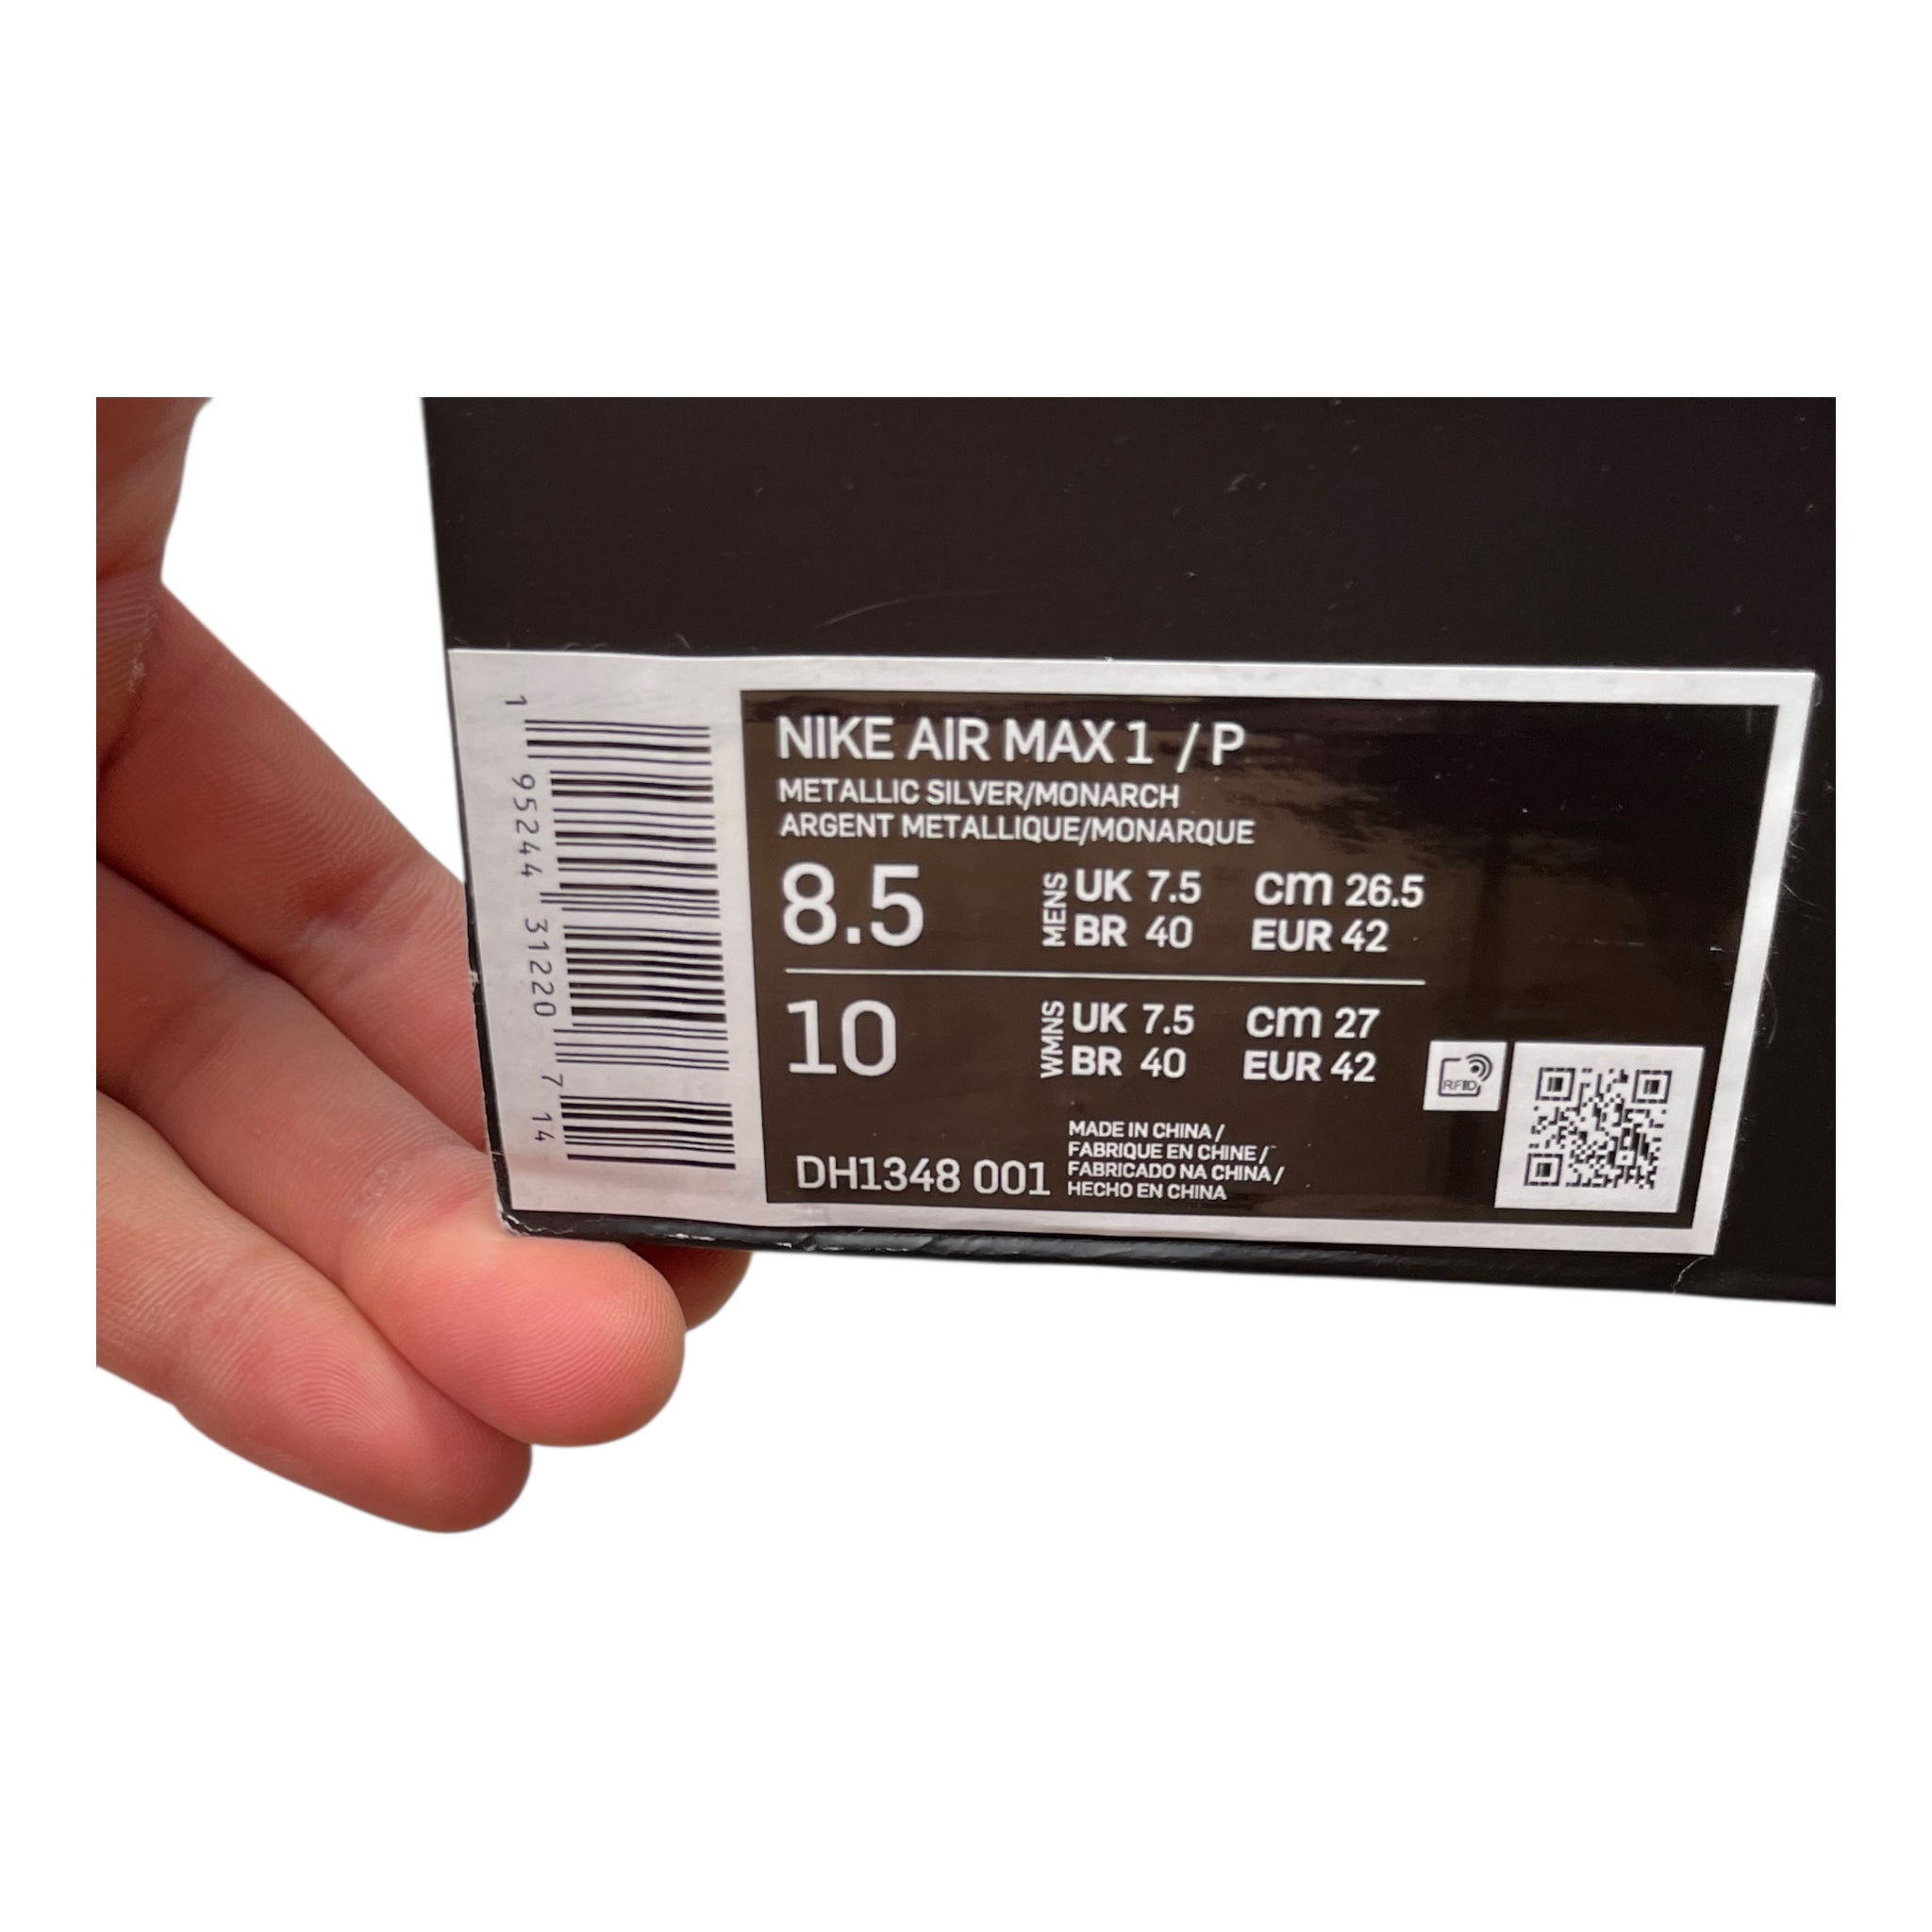 NIKE AIR MAX 1 / P
METALLIC SILVER/MONARCH
ARGENT METALLIQUE/MONARQUE
8.5 MENS UK 7.5 cm 26.5
BR 40 EUR 42
10 WMNS UK 7.5 cm 27
BR 40 EUR 42
RFID
MADE IN CHINA /
FABRIQUE EN CHINE /
FABRICADO NA CHINA /
HECHO EN CHINA
DH1348 001
1 95244 31220 7 14